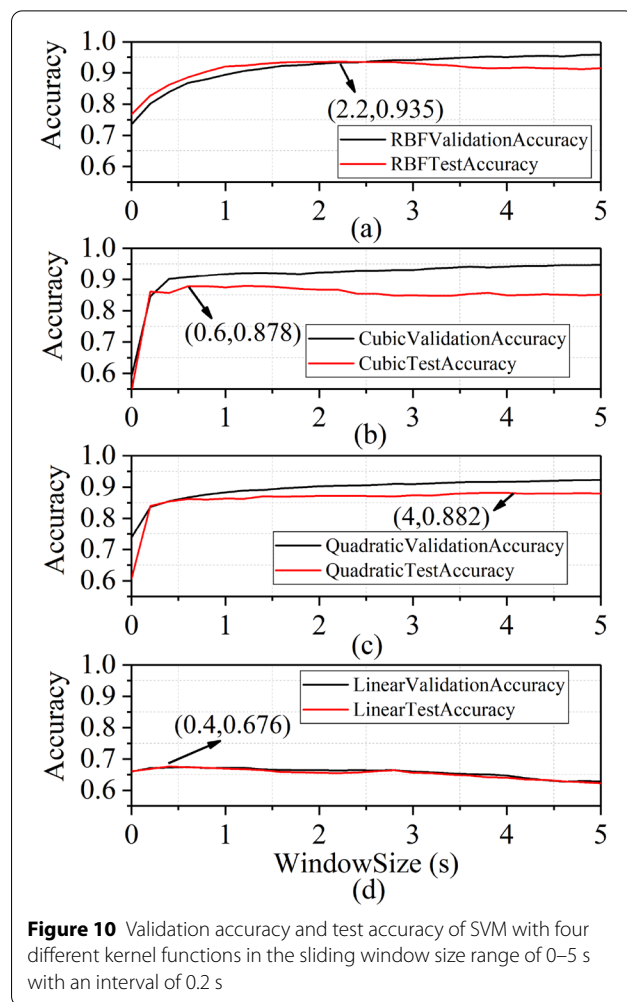 1.0
0.9
0.8
0.7
0.6
Accuracy
(2.2,0.935)
RBFValidationAccuracy
RBFTestAccuracy
0 1 2 3 4 5
(a)
1.0
0.9
0.8
0.7
0.6
Accuracy
(0.6,0.878)
CubicValidationAccuracy
CubicTestAccuracy
0 1 2 3 4 5
(b)
1.0
0.9
0.8
0.7
0.6
Accuracy
(4,0.882)
QuadraticValidationAccuracy
QuadraticTestAccuracy
0 1 2 3 4 5
(c)
1.0
0.9
0.8
0.7
0.6
Accuracy
LinearValidationAccuracy
LinearTestAccuracy
(0.4,0.676)
0 1 2 3 4 5
WindowSize (s)
(d)
Figure 10 Validation accuracy and test accuracy of SVM with four
different kernel functions in the sliding window size range of 0–5 s
with an interval of 0.2 s